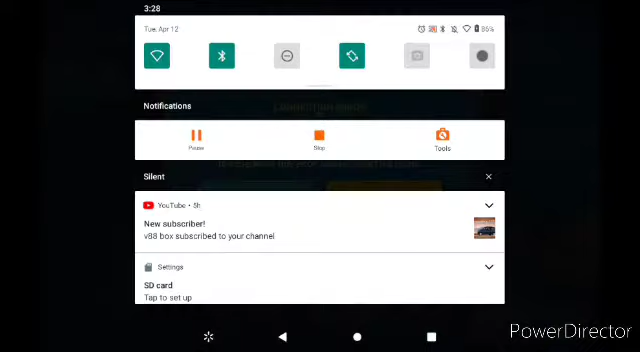 3:28
Tue, Apr 12
86%
Notifications
Pause
Stop
Tools
Silent
YouTube • 5h
New subscriber!
v88 box subscribed to your channel
Settings
SD card
Tap to set up
PowerDirector